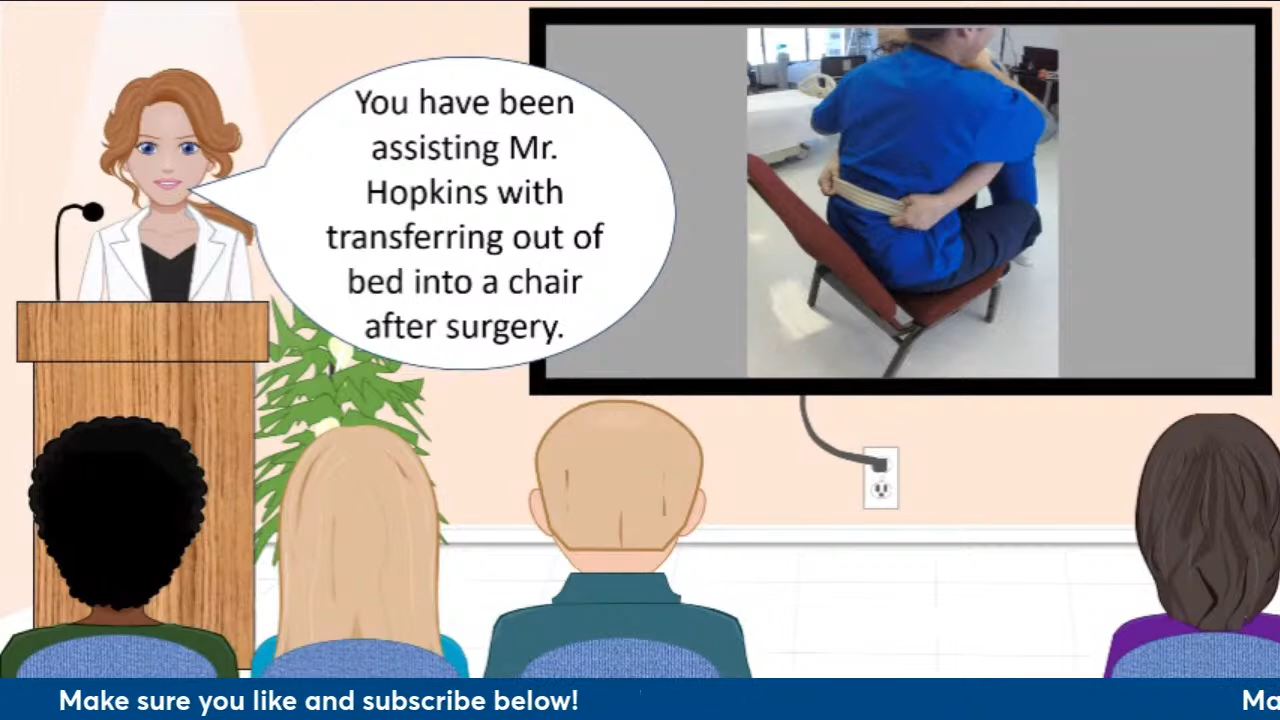 You have been
assisting Mr.
Hopkins with
transferring out of
bed into a chair
after surgery.
Make sure you like and subscribe below!